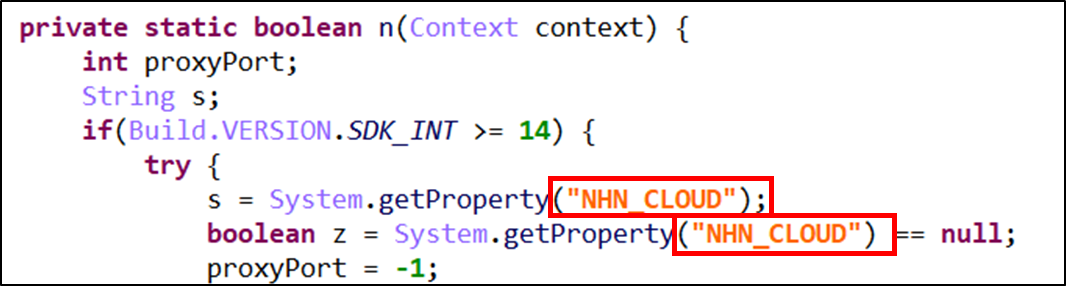 private static boolean n(Context context) {
int proxyPort;
String s;
if(Build.VERSION.SDK_INT >= 14) {
try {
s = System.getProperty("NHN_CLOUD");
boolean z = System.getProperty("NHN_CLOUD") == null;
proxyPort = -1;